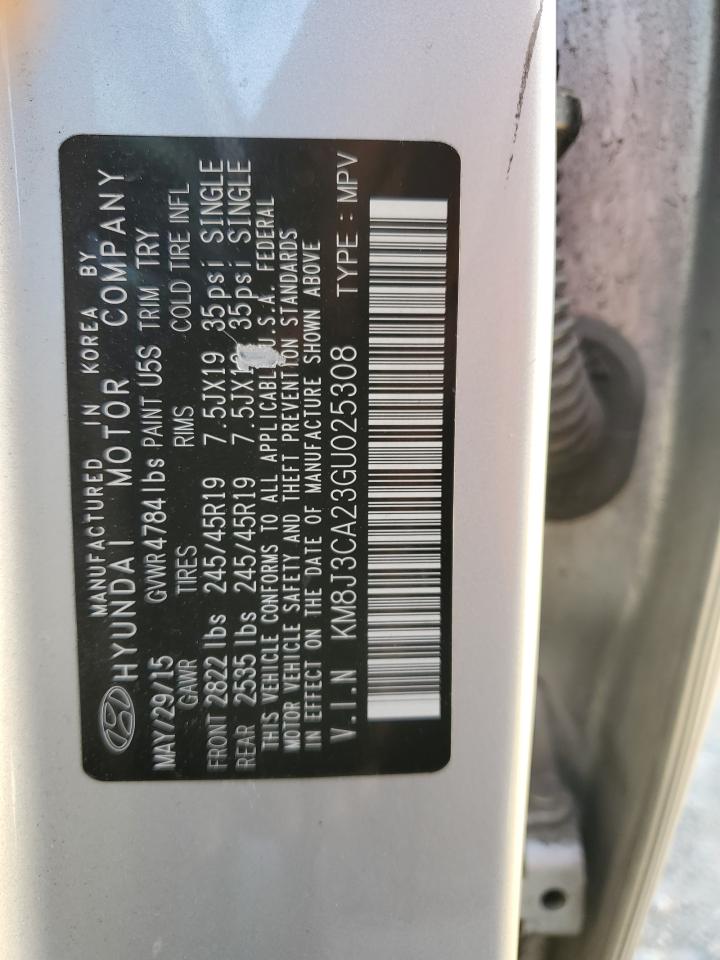 MANUFACTURED IN KOREA BY
HYUNDAI MOTOR COMPANY
MAY/29/15 GVWR 4784 lbs PAINT U5S TRIM TRY
GAWR TIRES RIMS COLD TIRE INFL
FRONT 2822 lbs 245/45R19 7.5JX19 35psi SINGLE
REAR 2535 lbs 245/45R19 7.5JX19 35psi SINGLE
THIS VEHICLE CONFORMS TO ALL APPLICABLE U.S.A. FEDERAL
MOTOR VEHICLE SAFETY AND THEFT PREVENTION STANDARDS
IN EFFECT ON THE DATE OF MANUFACTURE SHOWN ABOVE
V.I.N KM8J3CA23GU025308 TYPE : MPV